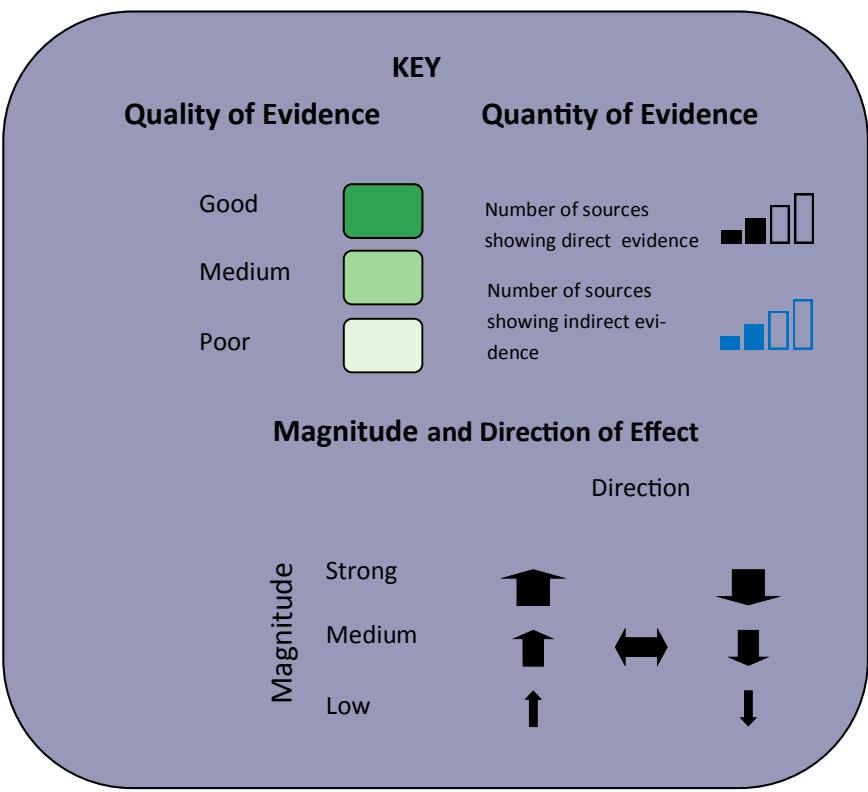 KEY
Quality of Evidence
Quantity of Evidence
Good
Medium
Poor
Number of sources
showing direct evidence
Number of sources
showing indirect evi-
dence
Magnitude and Direction of Effect
Direction
Magnitude
Strong
Medium
Low